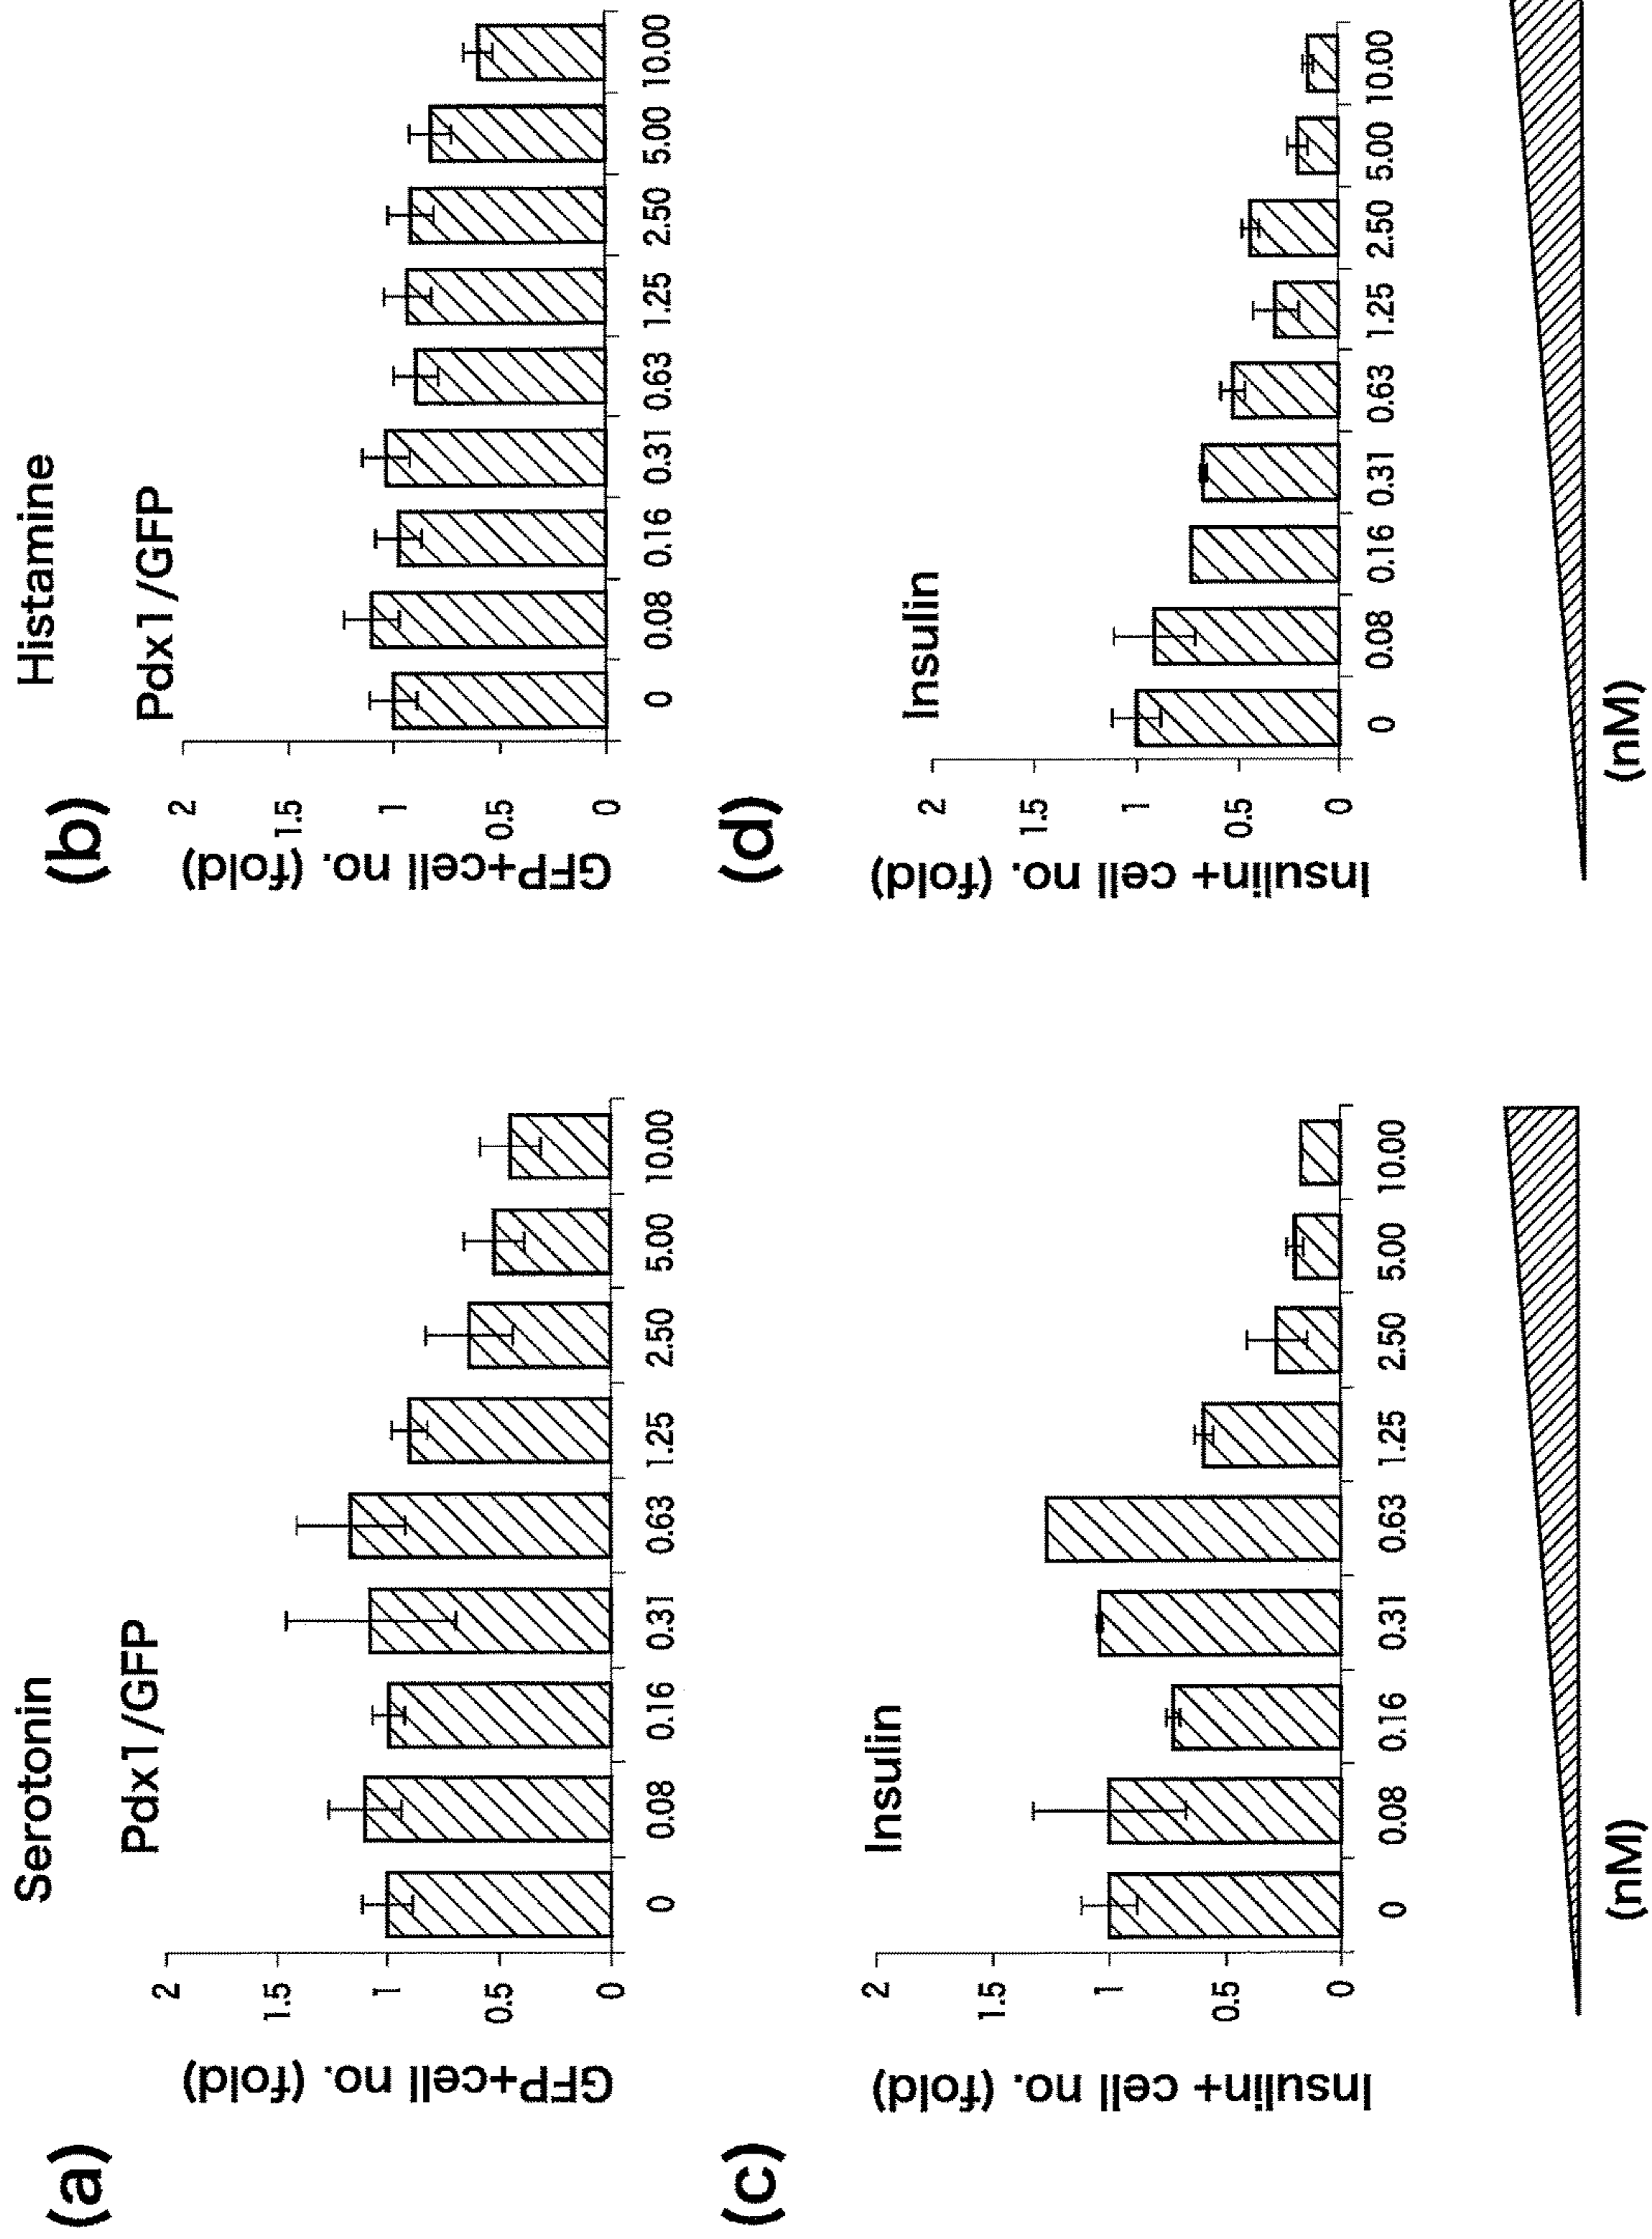 (a)
Serotonin
Pdx1/GFP
GFP+cell no. (fold)
2
1.5
1
0.5
0
0 0.08 0.16 0.31 0.63 1.25 2.50 5.00 10.00
(b)
Histamine
Pdx1/GFP
GFP+cell no. (fold)
2
1.5
1
0.5
0
0 0.08 0.16 0.31 0.63 1.25 2.50 5.00 10.00
(c)
Insulin
Insulin+ cell no. (fold)
2
1.5
1
0.5
0
0 0.08 0.16 0.31 0.63 1.25 2.50 5.00 10.00
(nM)
(d)
Insulin
Insulin+ cell no. (fold)
2
1.5
1
0.5
0
0 0.08 0.16 0.31 0.63 1.25 2.50 5.00 10.00
(nM)